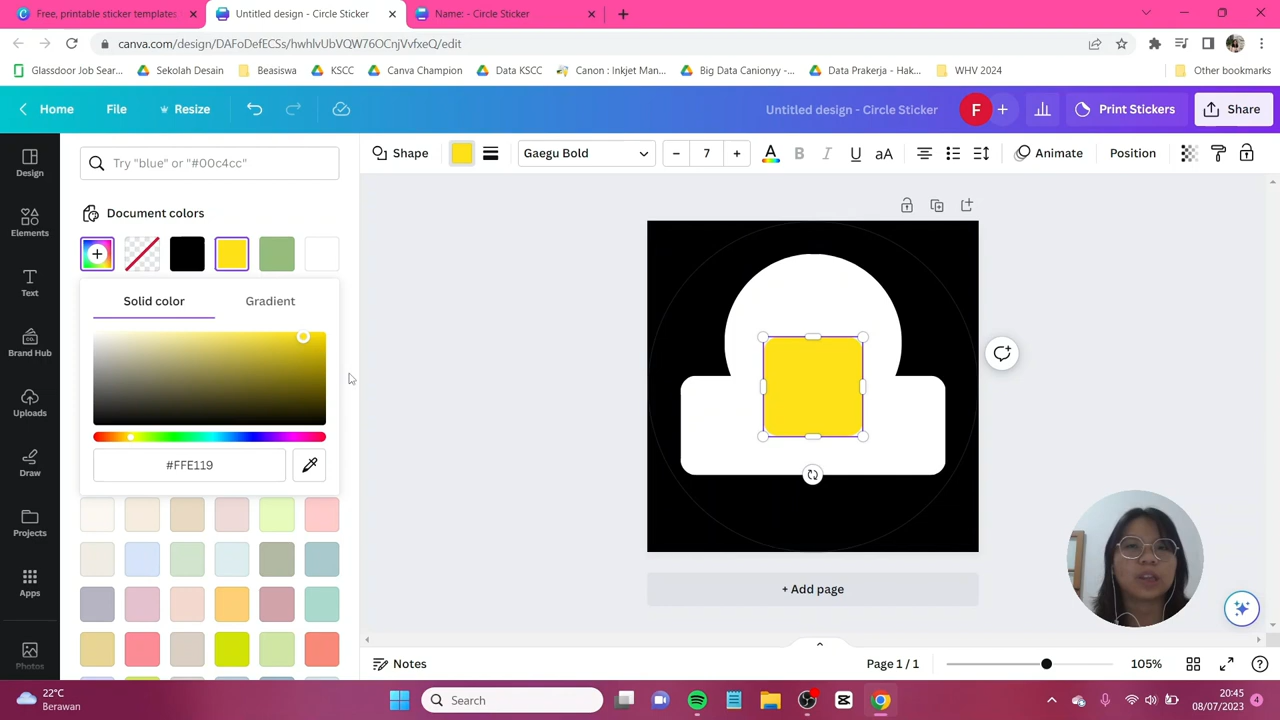 Free, printable sticker templates
Untitled design - Circle Sticker
Name: - Circle Sticker
canva.com/design/DAFoDefECSs/hwhlvUbVQW76OCnjVvfxeQ/edit
Glassdoor Job Sear...
Sekolah Desain
Beasiswa
KSCC
Canva Champion
Data KSCC
Canon : Inkjet Man...
Big Data Canionyy -...
Data Prakerja - Hak...
WHV 2024
Other bookmarks
Home
File
Resize
Untitled design - Circle Sticker
F
Print Stickers
Share
Design
Elements
Text
Brand Hub
Uploads
Draw
Projects
Apps
Photos
Try "blue" or "#00c4cc"
Document colors
Solid color
Gradient
#FFE119
Shape
Gaegu Bold
7
A
B
I
U
aA
Animate
Position
+ Add page
Notes
Page 1 / 1
105%
22°C
Berawan
Search
20:45
08/07/2023
4